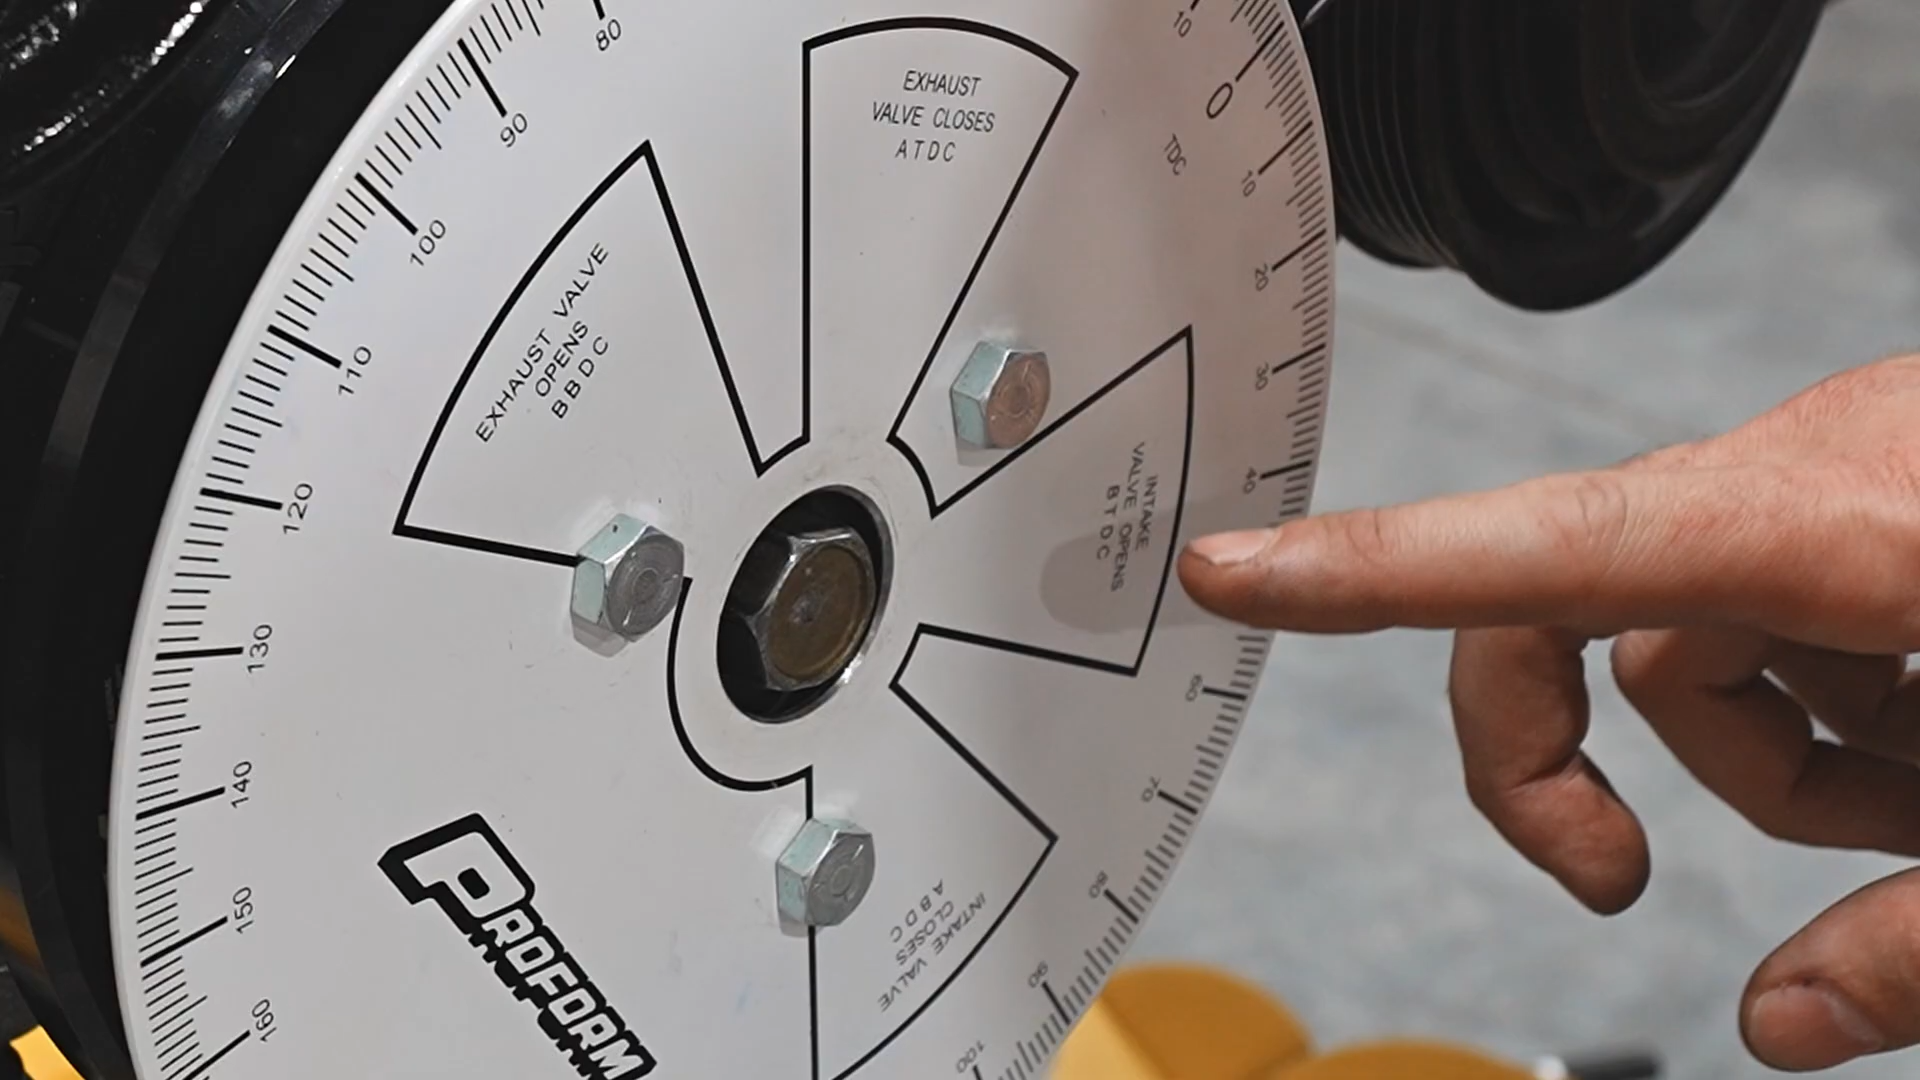 80
90
100
110
120
130
140
150
160
10
0
TDC
10
20
30
40
60
70
80
90
100
EXHAUST
VALVE CLOSES
ATDC
EXHAUST VALVE
OPENS
BBDC
INTAKE
VALVE OPENS
BTDC
INTAKE VALVE
CLOSES
ABDC
PROFORM